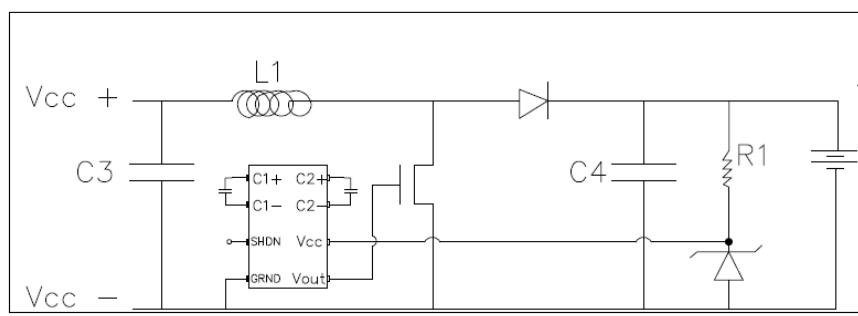 L1
Vcc +
C3
C1+ C2+
C1- C2-
SHDN Vcc
GRND Vout
C4
R1
Vcc -